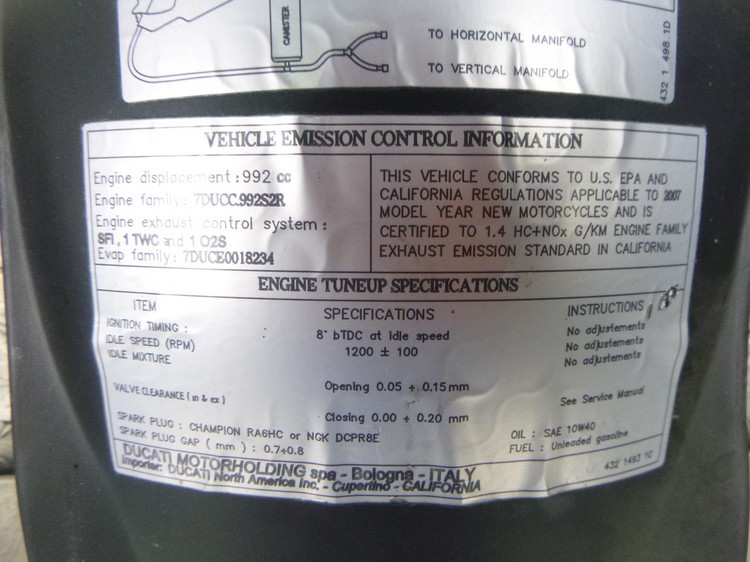 CANISTER
TO HORIZONTAL MANIFOLD
TO VERTICAL MANIFOLD
432 1 498 1D
VEHICLE EMISSION CONTROL INFORMATION
Engine displacement : 992 cc
Engine family : 7DUCC.992S2R
Engine exhaust control system :
SFI , 1 TWC and 1 O2S
Evap family : 7DUCE0018234
THIS VEHICLE CONFORMS TO U.S. EPA AND
CALIFORNIA REGULATIONS APPLICABLE TO 2007
MODEL YEAR NEW MOTORCYCLES AND IS
CERTIFIED TO 1.4 HC+NOx G/KM ENGINE FAMILY
EXHAUST EMISSION STANDARD IN CALIFORNIA
ENGINE TUNEUP SPECIFICATIONS
ITEM SPECIFICATIONS INSTRUCTIONS
IGNITION TIMING : : 8° bTDC at Idle speed No adjustements
IDLE SPEED (RPM) 1200 ± 100 No adjustements
IDLE MIXTURE No adjustements
VALVE CLEARANCE ( in & ex ) Opening 0.05 ÷ 0.15 mm See Service Manual
Closing 0.00 ÷ 0.20 mm
SPARK PLUG : CHAMPION RA6HC or NGK DCPR8E OIL : SAE 10W40
SPARK PLUG GAP ( mm ) : 0.7÷0.8 FUEL : Unleaded gasoline
DUCATI MOTORHOLDING spa - Bologna - ITALY
Importer: DUCATI North America Inc. - Cupertino - CALIFORNIA
432 1493 1C